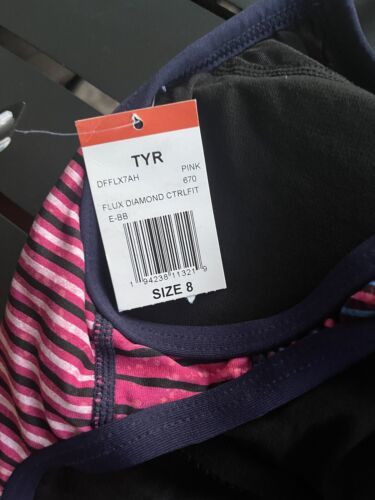 TYR
DFFLX7AH PINK
670
FLUX DIAMOND CTRLFIT
E-BB
1 94238 11321 9
SIZE 8